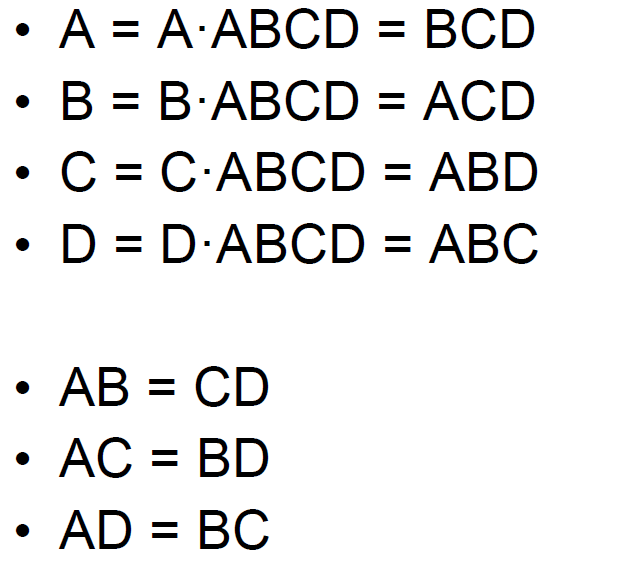 • A = A·ABCD = BCD
• B = B·ABCD = ACD
• C = C·ABCD = ABD
• D = D·ABCD = ABC
• AB = CD
• AC = BD
• AD = BC